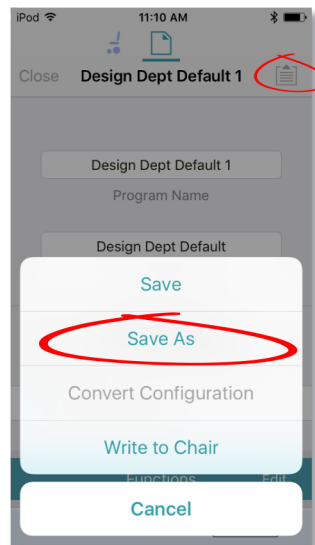 iPod 11:10 AM
Close Design Dept Default 1
Design Dept Default 1
Program Name
Design Dept Default
Save
Save As
Convert Configuration
Write to Chair
Functions Edit
Cancel